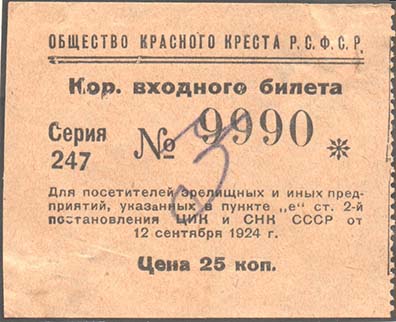 ОБЩЕСТВО КРАСНОГО КРЕСТА Р.С.Ф.С.Р.
Кор. входного билета
Серия
247
№ 9990 *
Для посетителей зрелищных и иных пред-
приятий, указанных в пункте „е" ст. 2-й
постановления ЦИК и СНК СССР от
12 сентября 1924 г.
Цена 25 коп.